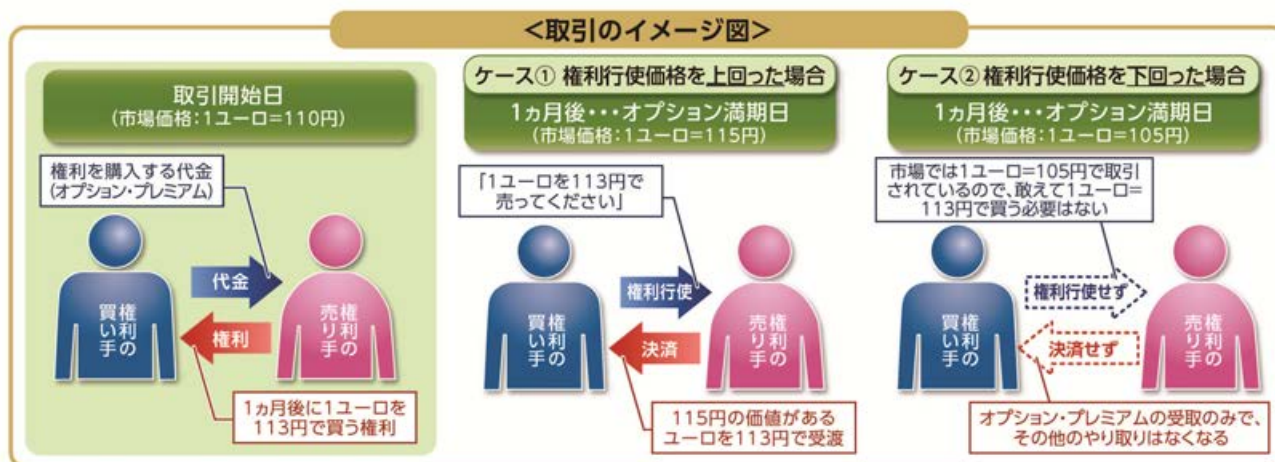 <取引のイメージ図>
取引開始日
(市場価格:1ユーロ=110円)
権利を購入する代金
(オプション・プレミアム)
代金
権利
権利の
買い手
権利の
売り手
1ヵ月後に1ユーロを
113円で買う権利
ケース① 権利行使価格を上回った場合
1ヵ月後・・・オプション満期日
(市場価格:1ユーロ=115円)
「1ユーロを113円で
売ってください」
権利行使
決済
権利の
買い手
権利の
売り手
115円の価値がある
ユーロを113円で受渡
ケース② 権利行使価格を下回った場合
1ヵ月後・・・オプション満期日
(市場価格:1ユーロ=105円)
市場では1ユーロ=105円で取引
されているので、敢えて1ユーロ=
113円で買う必要はない
権利行使せず
決済せず
権利の
買い手
権利の
売り手
オプション・プレミアムの受取のみで、
その他のやり取りはなくなる